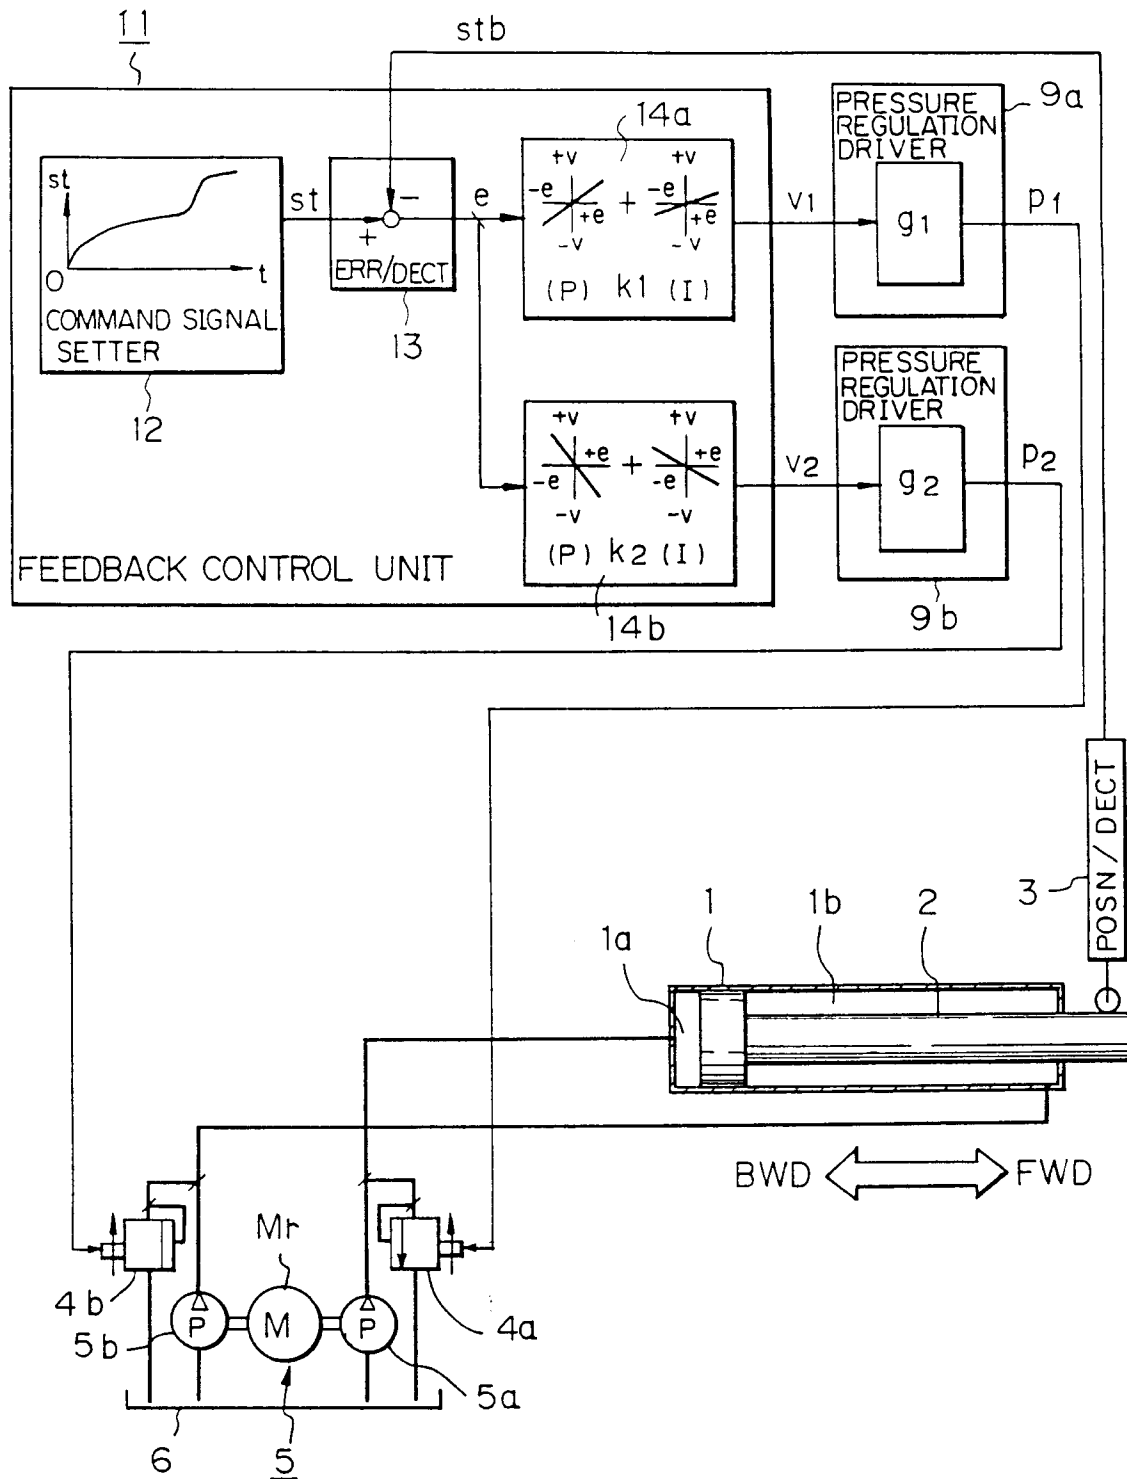 stb
11
9a
14a
PRESSURE
REGULATION
DRIVER
g1
p1
v1
st
t
O
COMMAND SIGNAL
SETTER
12
st
e
+
-
ERR/DECT
13
+v
-e
+e
-v
+
+v
-e
+e
-v
(P) k1 (I)
PRESSURE
REGULATION
DRIVER
g2
p2
v2
9b
+v
+e
-e
-v
+
+v
+e
-e
-v
(P) k2 (I)
14b
FEEDBACK CONTROL UNIT
POSN/DECT
3
1
1b
2
1a
BWD
FWD
Mr
4b
P
M
P
4a
5b
5a
6
5